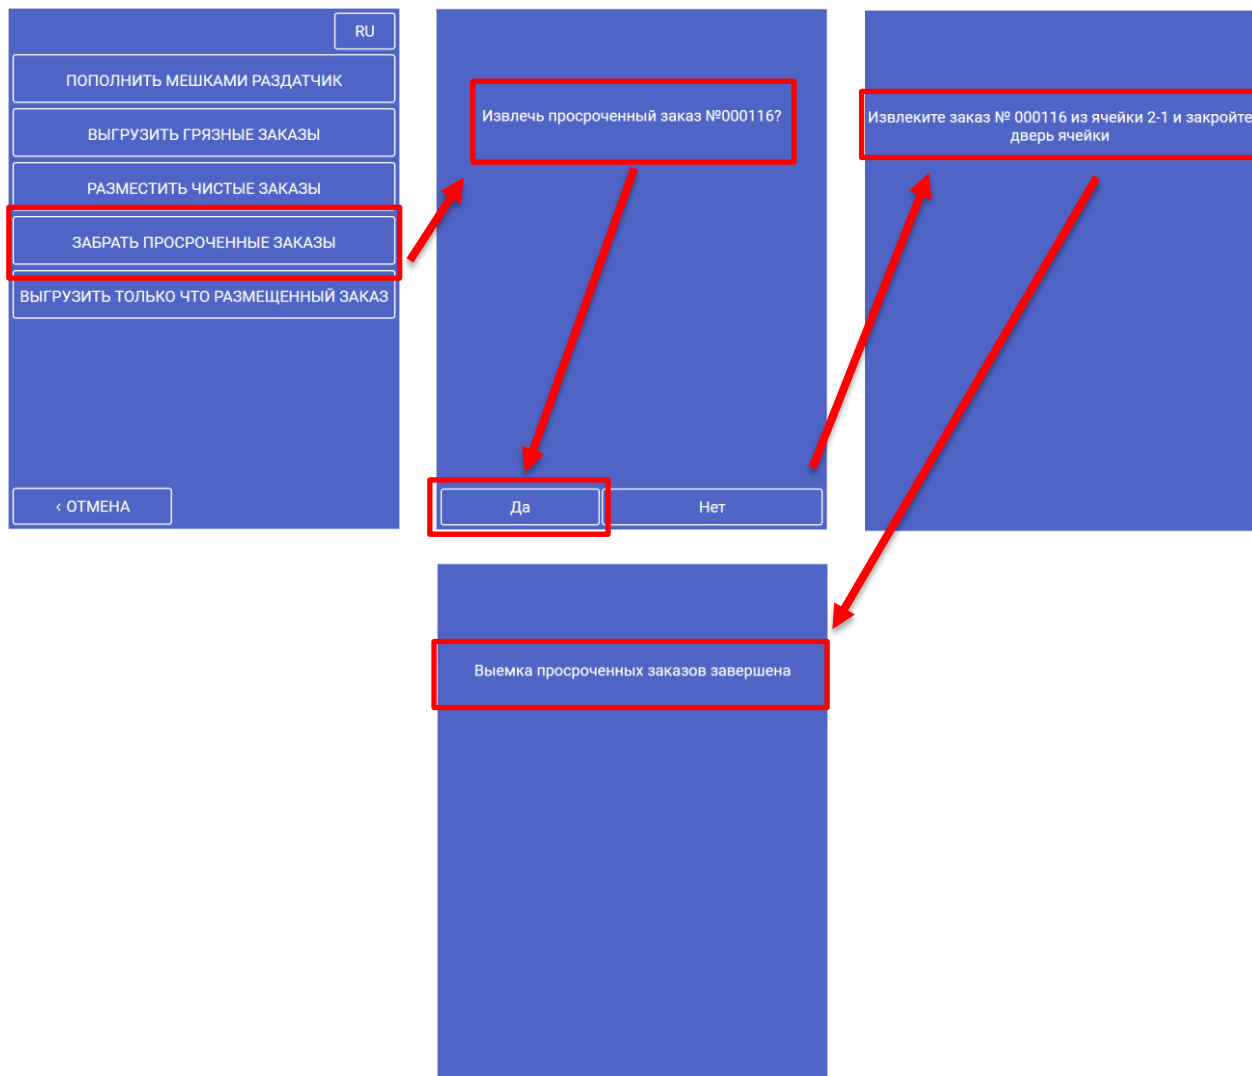 RU
ПОПОЛНИТЬ МЕШКАМИ РАЗДАТЧИК
ВЫГРУЗИТЬ ГРЯЗНЫЕ ЗАКАЗЫ
РАЗМЕСТИТЬ ЧИСТЫЕ ЗАКАЗЫ
ЗАБРАТЬ ПРОСРОЧЕННЫЕ ЗАКАЗЫ
ВЫГРУЗИТЬ ТОЛЬКО ЧТО РАЗМЕЩЕННЫЙ ЗАКАЗ
‹ ОТМЕНА
Извлечь просроченный заказ №000116?
Да
Нет
Извлеките заказ № 000116 из ячейки 2-1 и закройте
дверь ячейки
Выемка просроченных заказов завершена